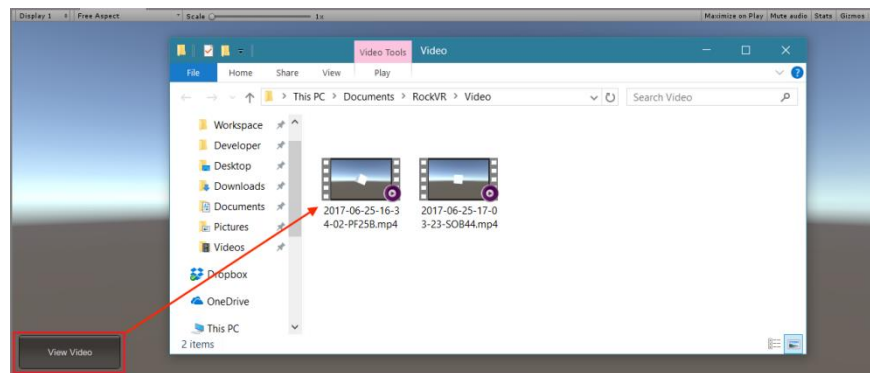 Display 1 Free Aspect Scale 1x Maximize on Play Mute audio Stats Gizmos
Video Tools Video
File Home Share View Play
This PC > Documents > RockVR > Video Search Video
Workspace
Developer
Desktop
Downloads
Documents
Pictures
Videos
Dropbox
OneDrive
This PC
2017-06-25-16-3
4-02-PF25B.mp4
2017-06-25-17-0
3-23-SOB44.mp4
2 items
View Video